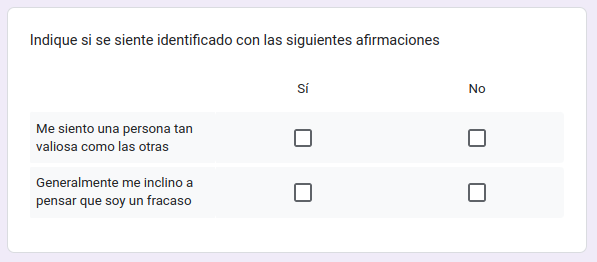 Indique si se siente identificado con las siguientes afirmaciones
Sí No
Me siento una persona tan
valiosa como las otras
Generalmente me inclino a
pensar que soy un fracaso